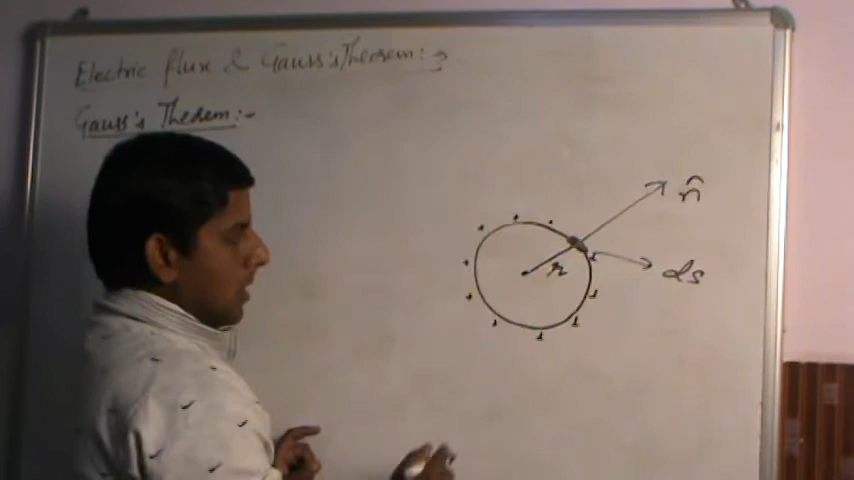 Electric flux & Gauss's Theorem:→
Gauss's Theorem:-
n̂
r
ds